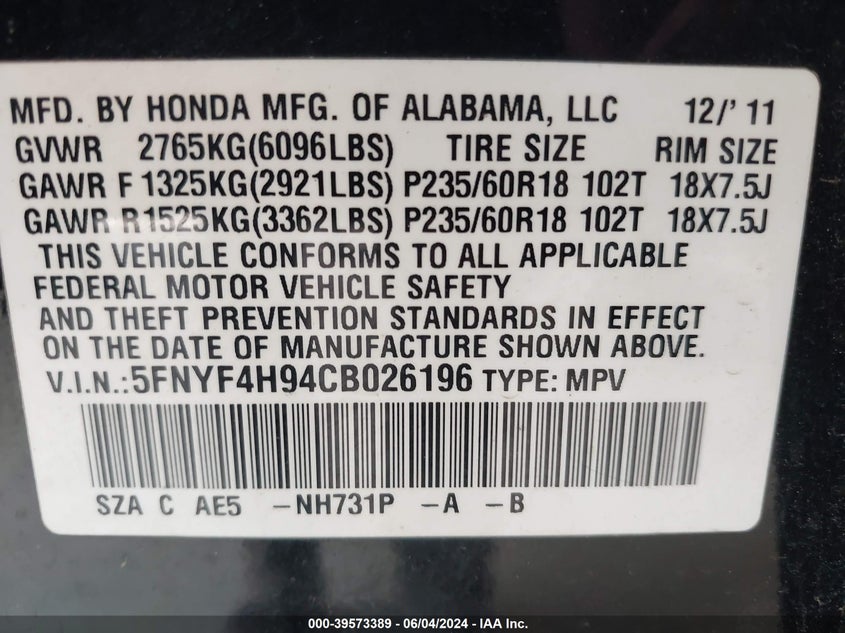 MFD. BY HONDA MFG. OF ALABAMA, LLC 12/' 11
GVWR 2765KG(6096LBS) TIRE SIZE RIM SIZE
GAWR F 1325KG(2921LBS) P235/60R18 102T 18X7.5J
GAWR R1525KG(3362LBS) P235/60R18 102T 18X7.5J
THIS VEHICLE CONFORMS TO ALL APPLICABLE
FEDERAL MOTOR VEHICLE SAFETY
AND THEFT PREVENTION STANDARDS IN EFFECT
ON THE DATE OF MANUFACTURE SHOWN ABOVE.
V.I.N.:5FNYF4H94CB026196 TYPE: MPV
SZA C AE5 -NH731P -A -B
000-39573389 - 06/04/2024 - IAA Inc.